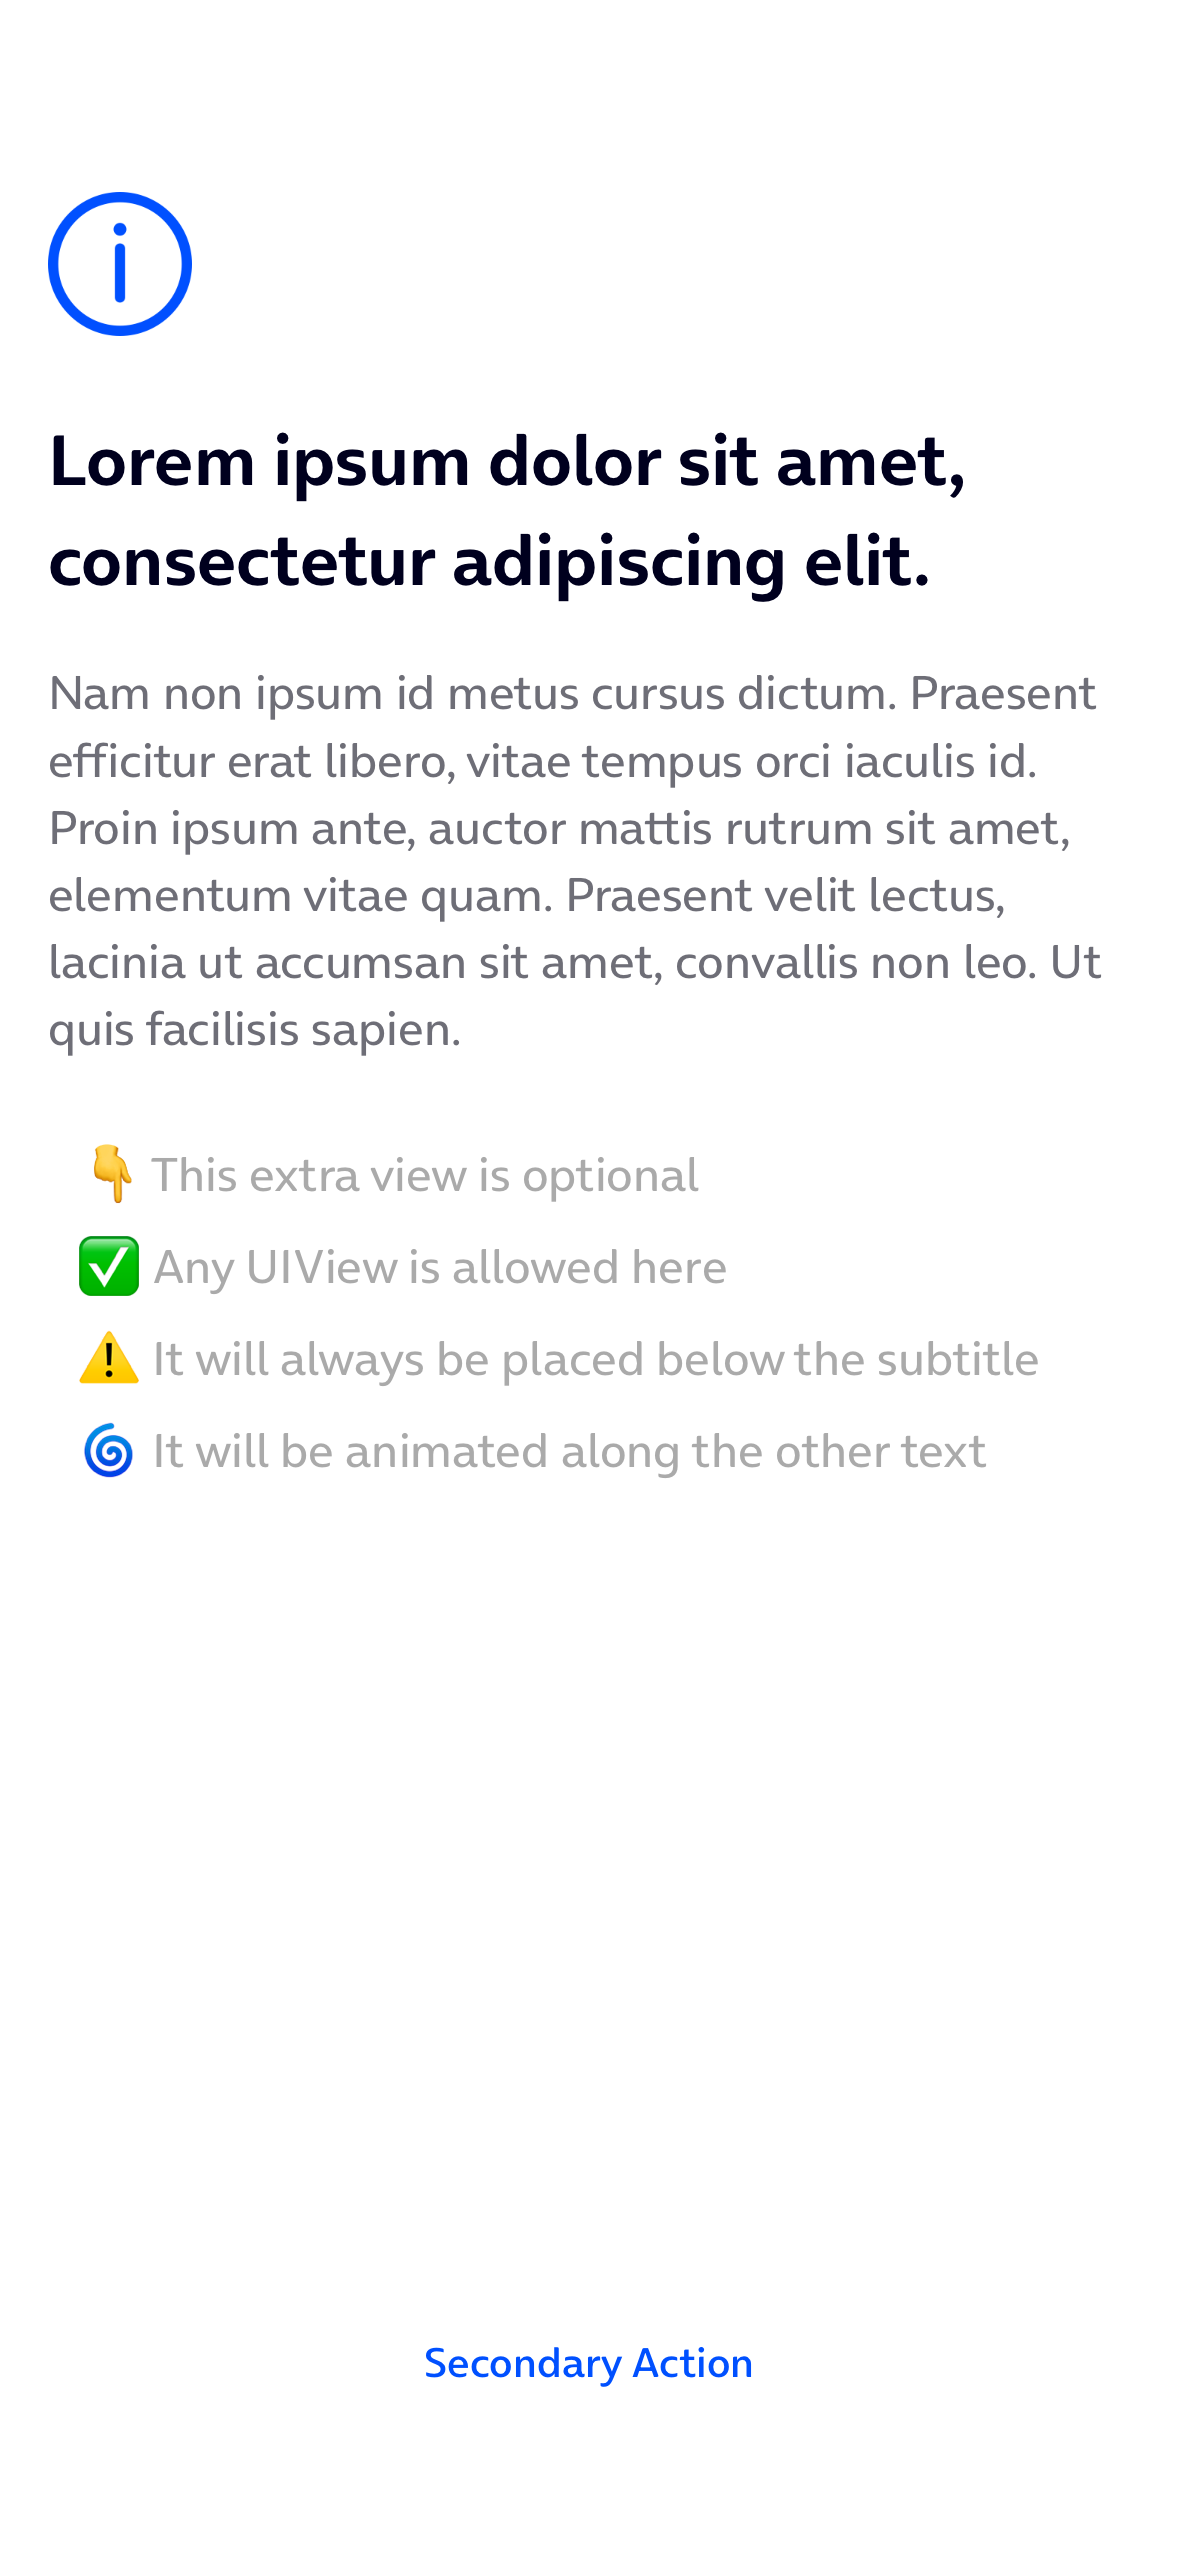 Lorem ipsum dolor sit amet,
consectetur adipiscing elit.
Nam non ipsum id metus cursus dictum. Praesent
efficitur erat libero, vitae tempus orci iaculis id.
Proin ipsum ante, auctor mattis rutrum sit amet,
elementum vitae quam. Praesent velit lectus,
lacinia ut accumsan sit amet, convallis non leo. Ut
quis facilisis sapien.
👇 This extra view is optional
✅ Any UIView is allowed here
⚠️ It will always be placed below the subtitle
🌀 It will be animated along the other text
Secondary Action